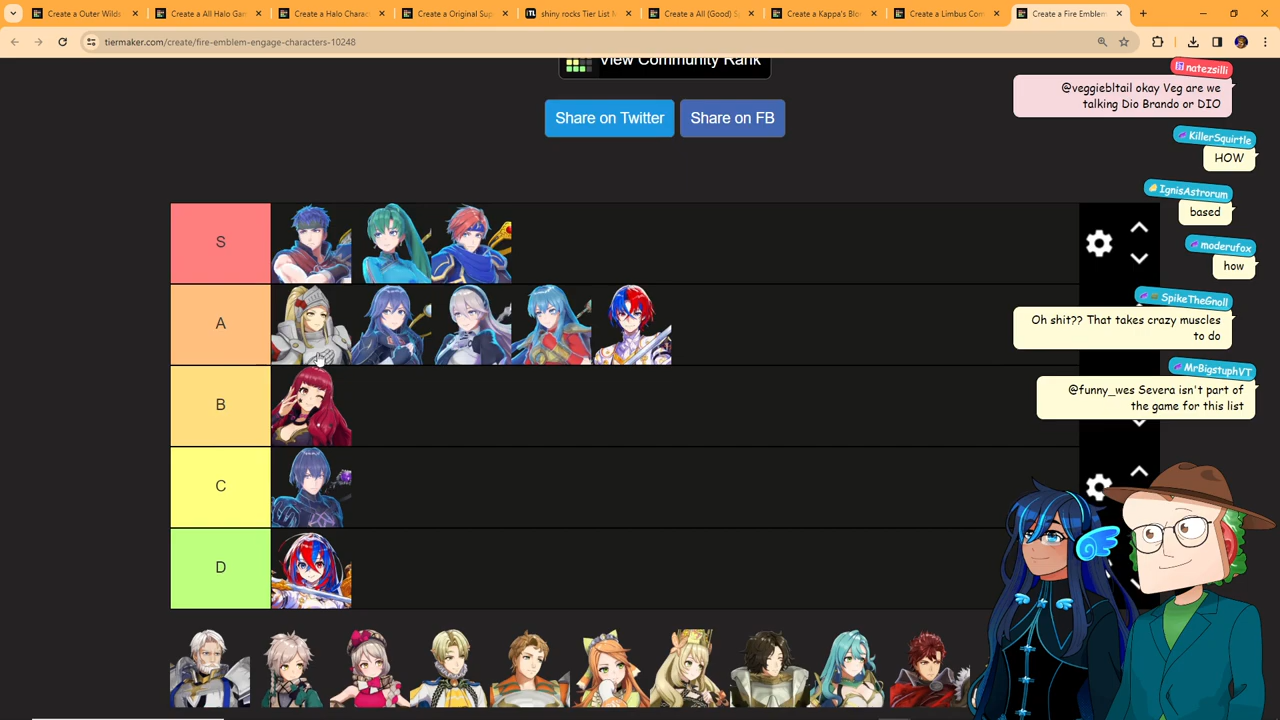 Create a Outer Wilds
Create a All Halo Gam
Create a Halo Charact
Create a Original Sup
shiny rocks Tier List M
Create a All (Good) S
Create a Kappa's Blo
Create a Limbus Com
Create a Fire Emblem
tiermaker.com/create/fire-emblem-engage-characters-10248
View Community Rank
Share on Twitter
Share on FB
S
A
B
C
D
natezsilli
@veggiebltail okay Veg are we
talking Dio Brando or DIO
KillerSquirtle
HOW
IgnisAstrorum
based
moderufox
how
SpikeTheGnoll
Oh shit?? That takes crazy muscles
to do
MrBigstuphVT
@funny_wes Severa isn't part of
the game for this list